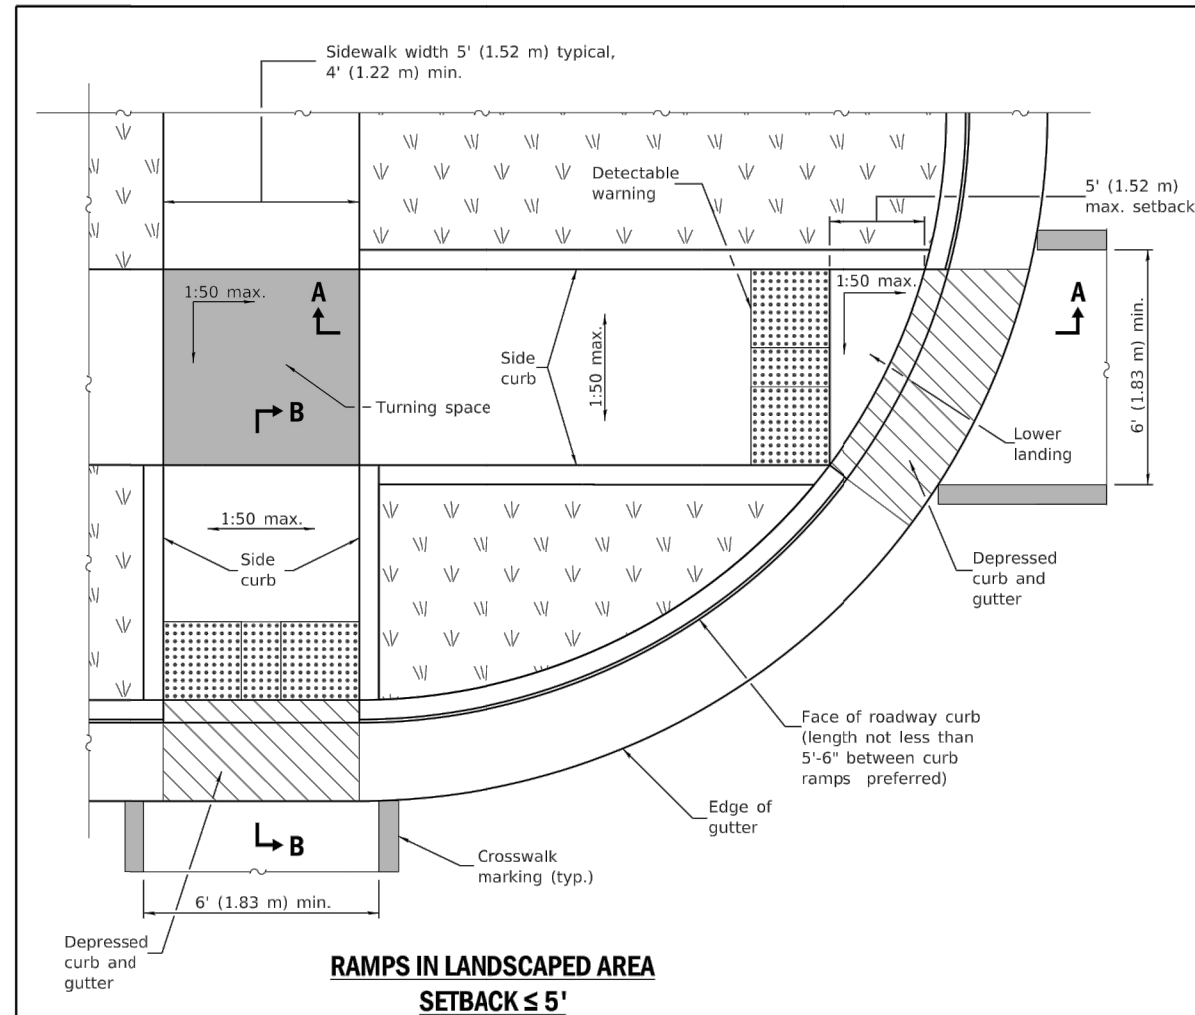 Sidewalk width 5' (1.52 m) typical,
4' (1.22 m) min.
Detectable
warning
5' (1.52 m)
max. setback
1:50 max.
A
1:50 max.
A
Side
curb
1:50 max.
6' (1.83 m) min.
B
Turning space
Lower
landing
1:50 max.
Side
curb
Depressed
curb and
gutter
Face of roadway curb
(length not less than
5'-6" between curb
ramps preferred)
Edge of
gutter
B
Crosswalk
marking (typ.)
6' (1.83 m) min.
Depressed
curb and
gutter
RAMPS IN LANDSCAPED AREA
SETBACK ≤ 5'